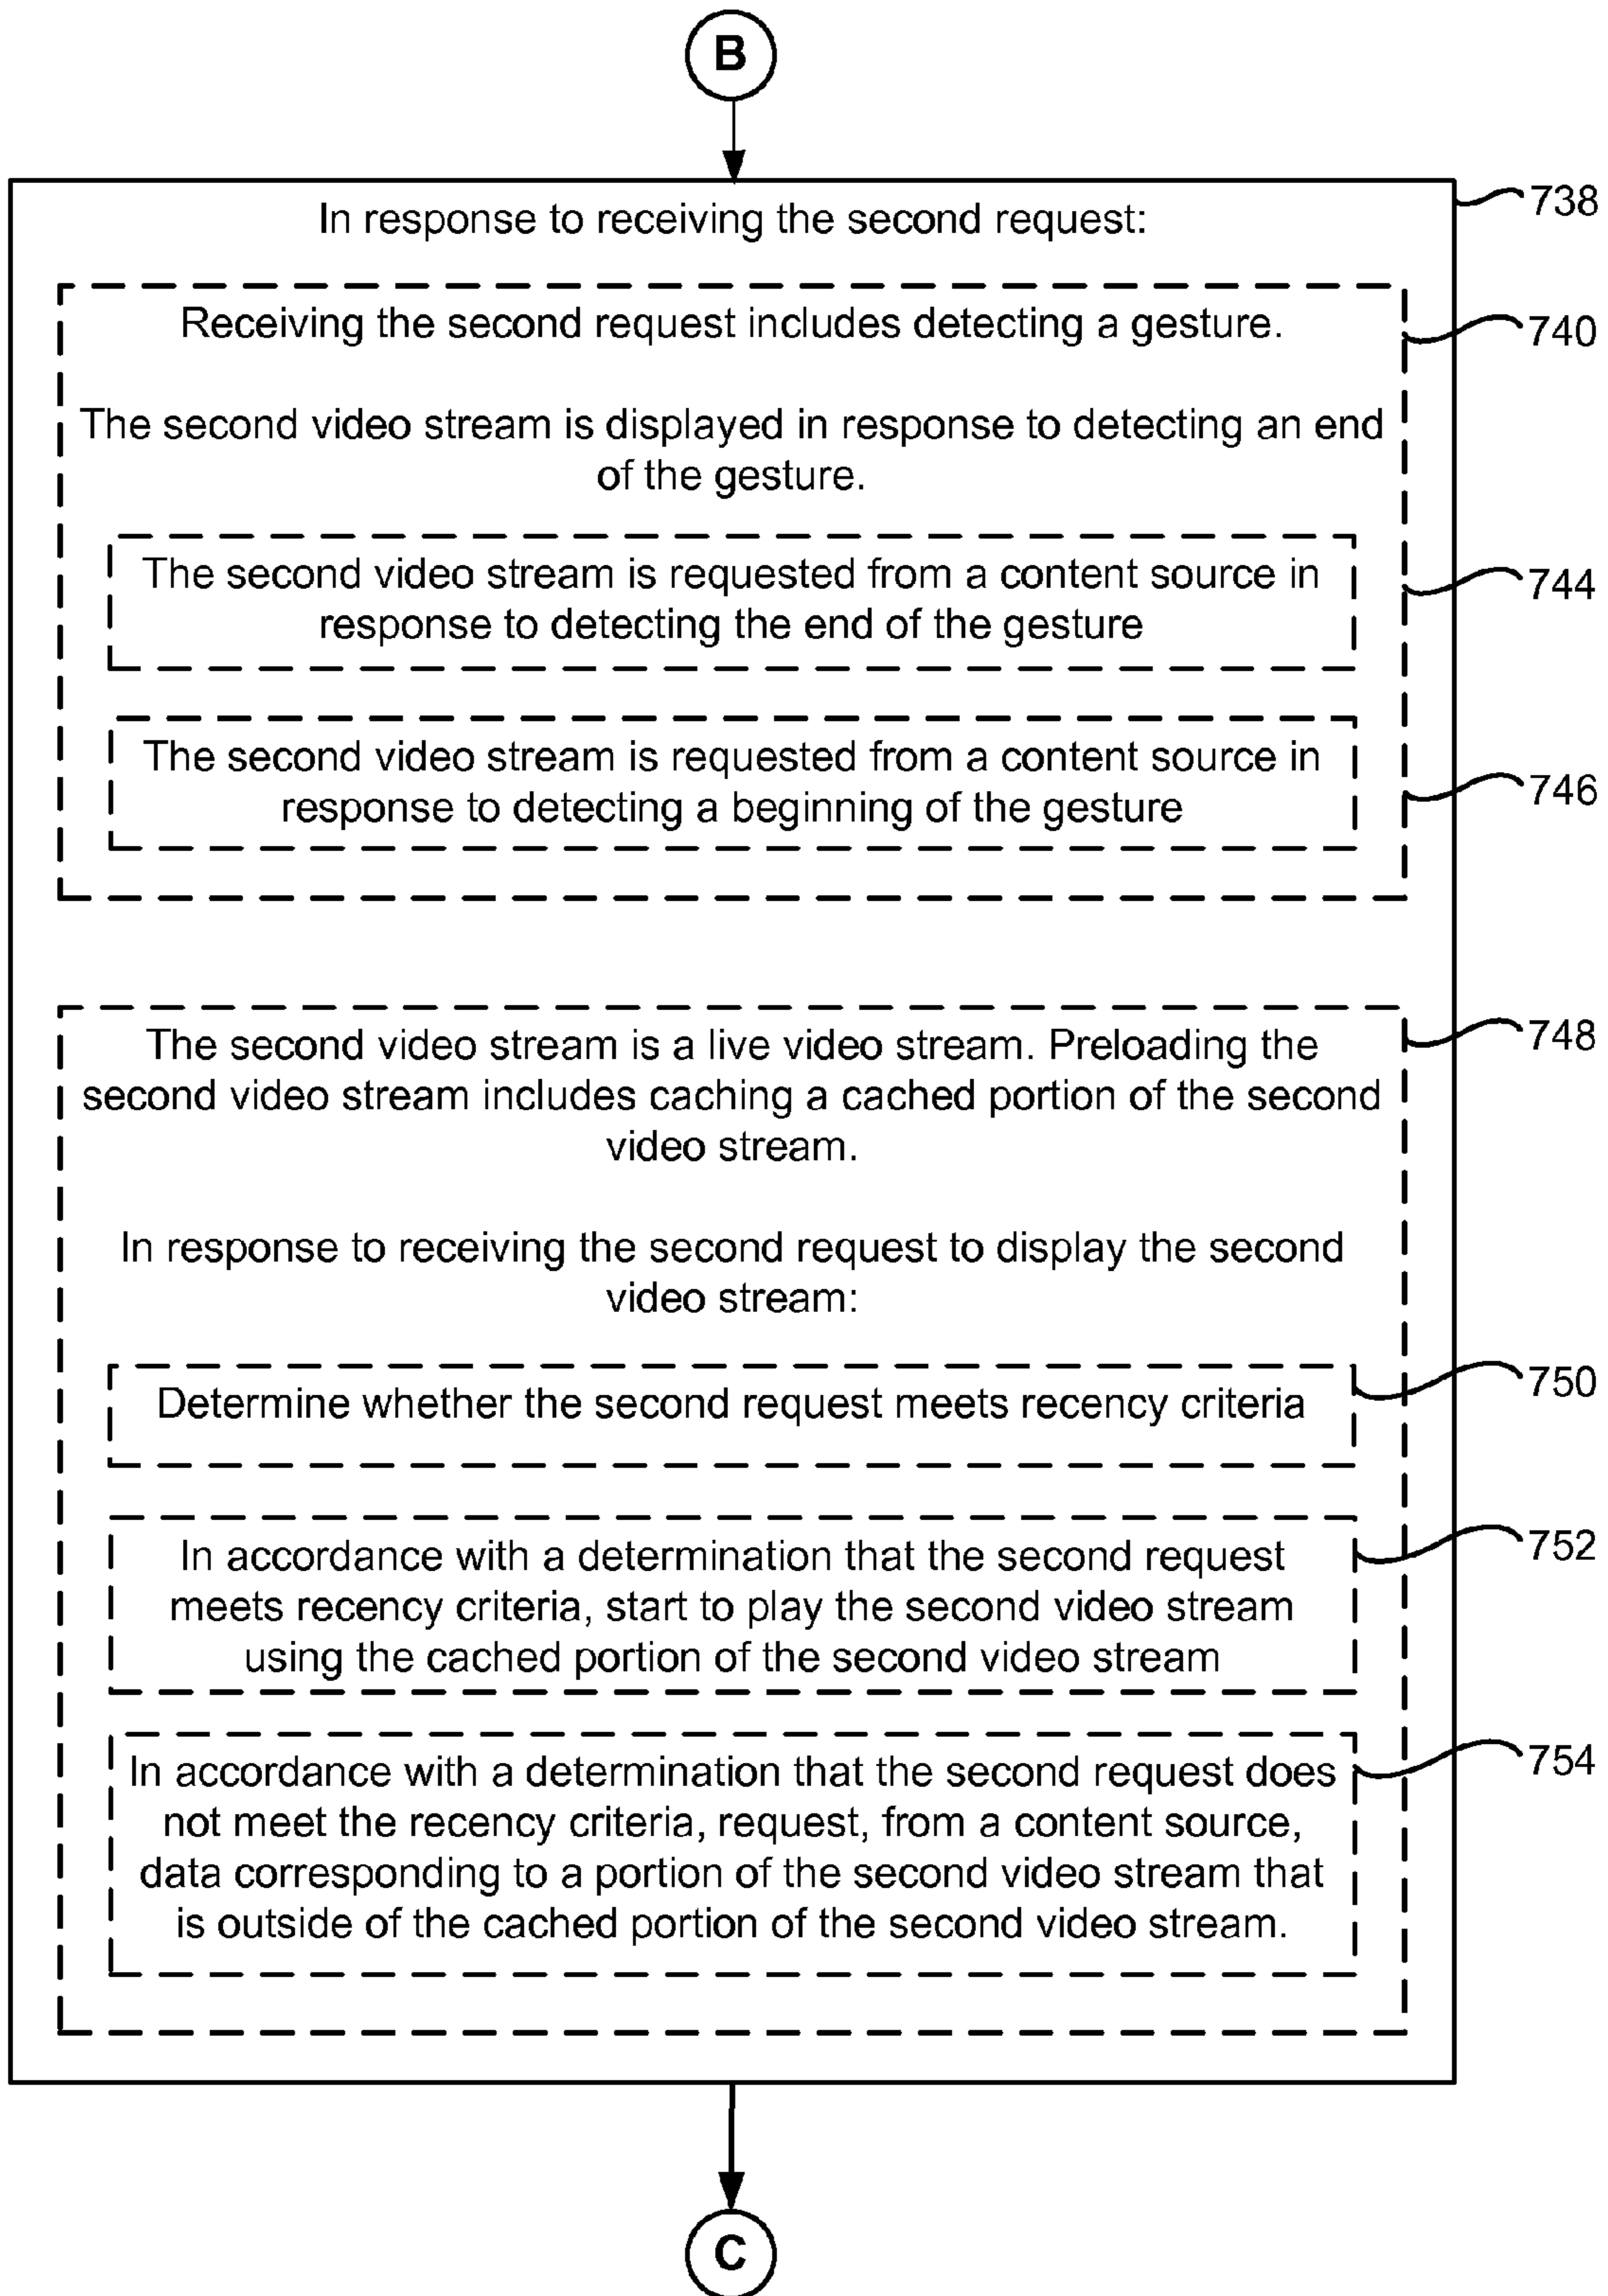 B
In response to receiving the second request:
738
Receiving the second request includes detecting a gesture.
740
The second video stream is displayed in response to detecting an end
of the gesture.
The second video stream is requested from a content source in
response to detecting the end of the gesture
744
The second video stream is requested from a content source in
response to detecting a beginning of the gesture
746
The second video stream is a live video stream. Preloading the
second video stream includes caching a cached portion of the second
video stream.
748
In response to receiving the second request to display the second
video stream:
Determine whether the second request meets recency criteria
750
In accordance with a determination that the second request
meets recency criteria, start to play the second video stream
using the cached portion of the second video stream
752
In accordance with a determination that the second request does
not meet the recency criteria, request, from a content source,
data corresponding to a portion of the second video stream that
is outside of the cached portion of the second video stream.
754
C